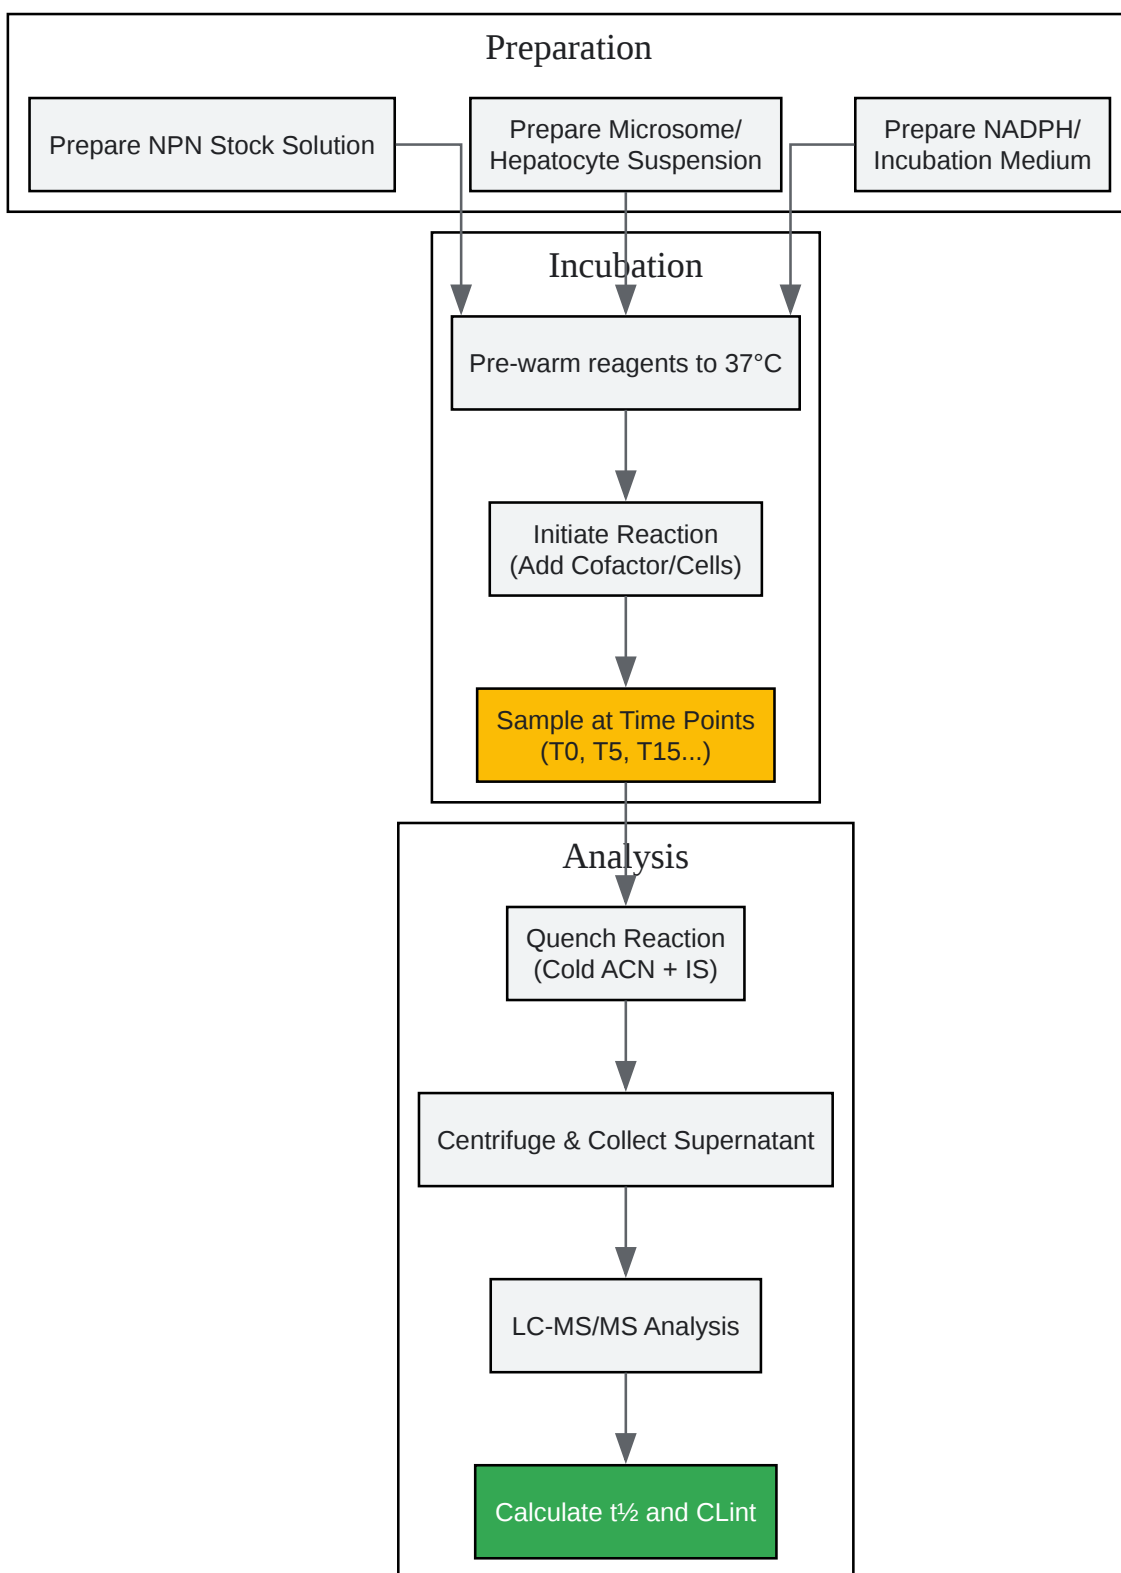 Preparation
Prepare NPN Stock Solution
Prepare Microsome/
Hepatocyte Suspension
Prepare NADPH/
Incubation Medium
Incubation
Pre-warm reagents to 37°C
Initiate Reaction
(Add Cofactor/Cells)
Sample at Time Points
(T0, T5, T15...)
Analysis
Quench Reaction
(Cold ACN + IS)
Centrifuge & Collect Supernatant
LC-MS/MS Analysis
Calculate t½ and CLint